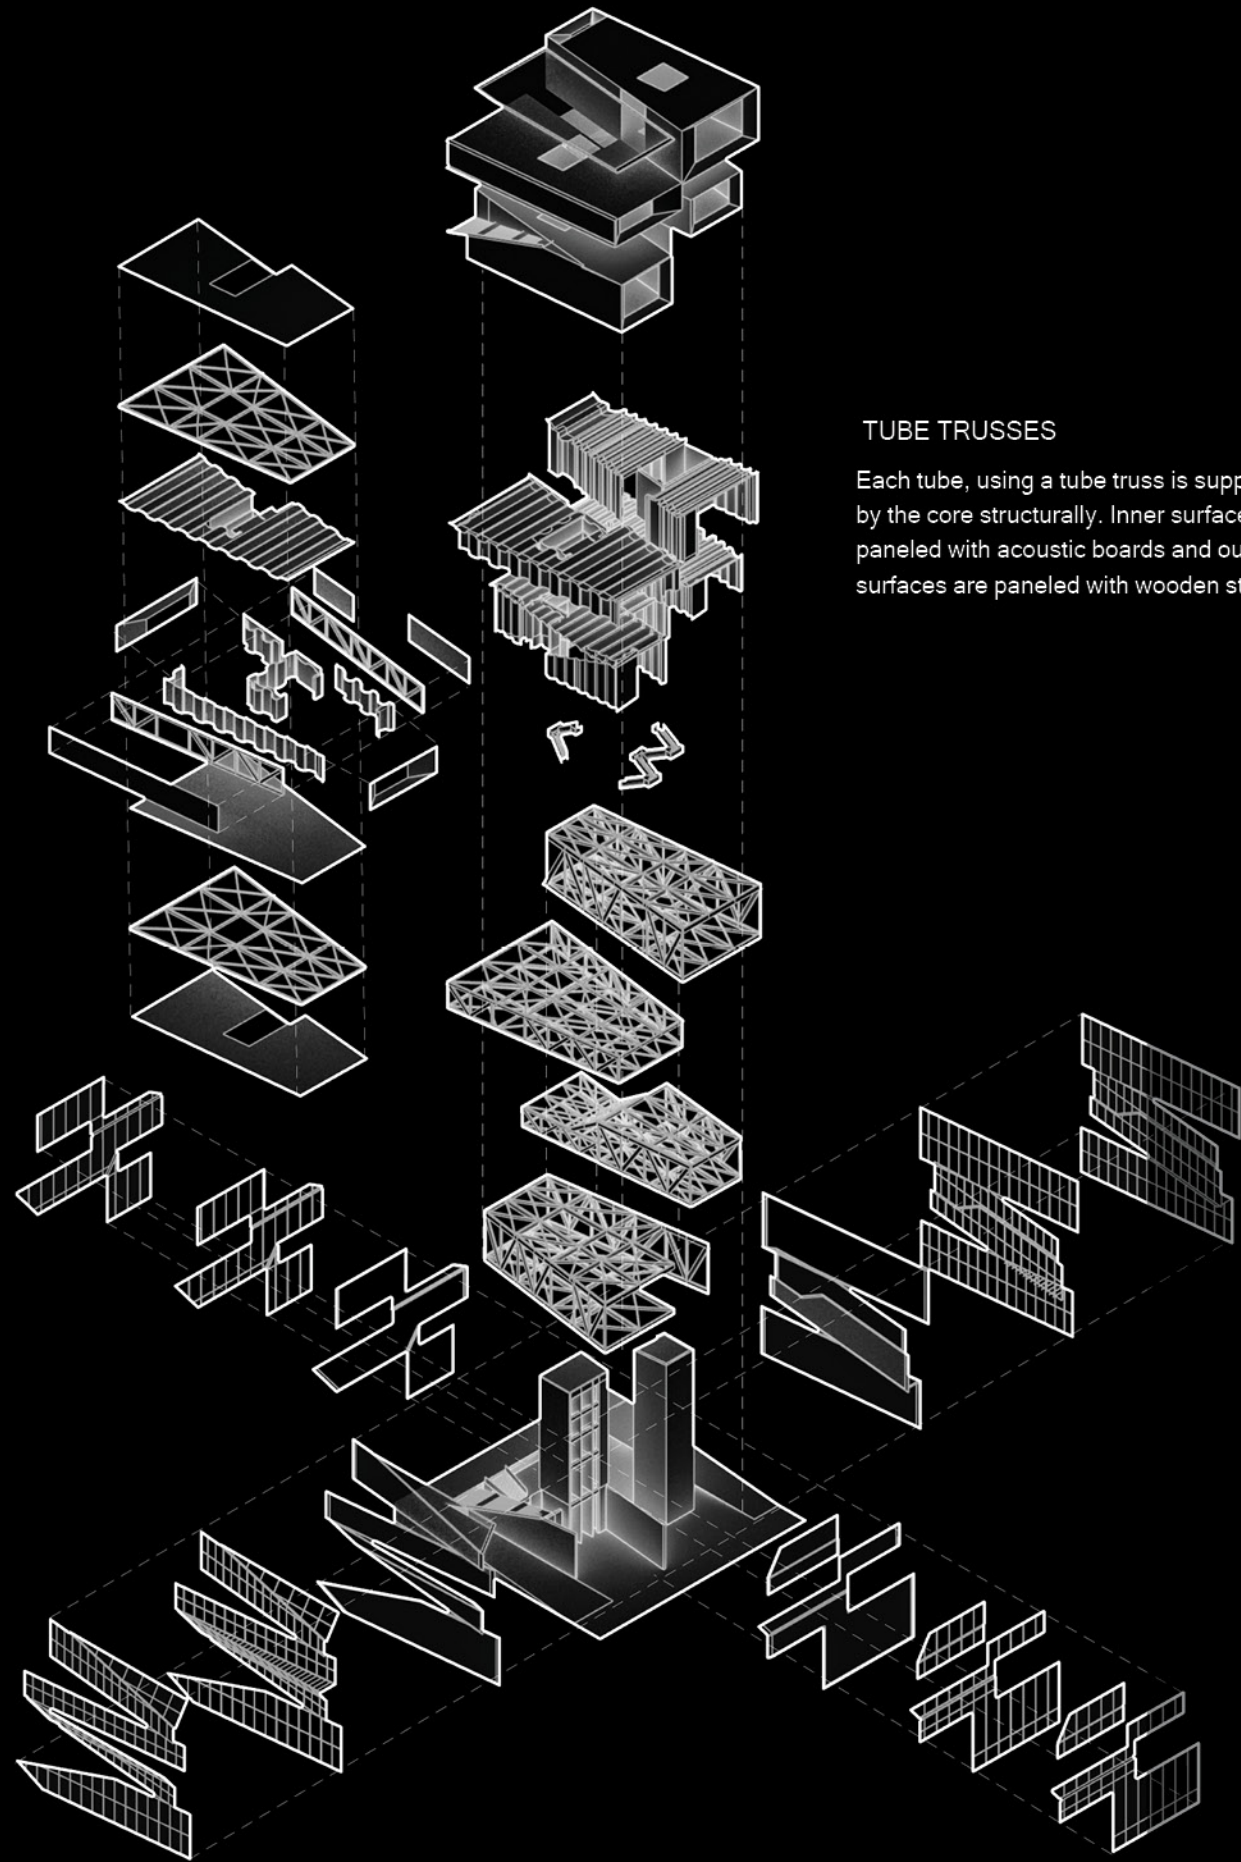 TUBE TRUSSES
Each tube, using a tube truss is supp
by the core structurally. Inner surface
paneled with acoustic boards and ou
surfaces are paneled with wooden st